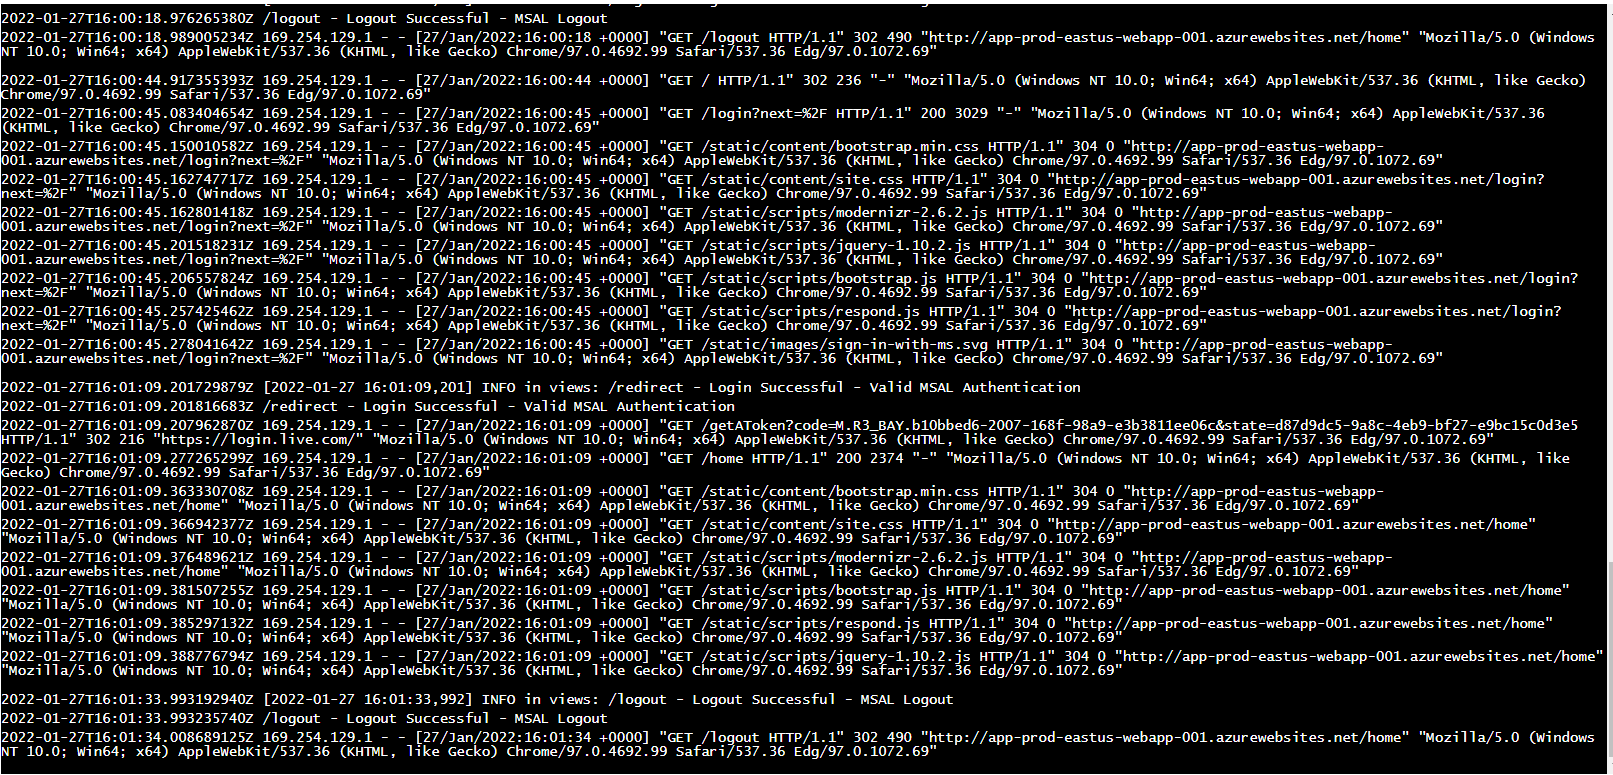 2022-01-27T16:00:18.976265380Z /logout - Logout Successful - MSAL Logout
2022-01-27T16:00:18.989005234Z 169.254.129.1 - - [27/Jan/2022:16:00:18 +0000] "GET /logout HTTP/1.1" 302 490 "http://app-prod-eastus-webapp-001.azurewebsites.net/home" "Mozilla/5.0 (Windows
NT 10.0; Win64; x64) AppleWebKit/537.36 (KHTML, like Gecko) Chrome/97.0.4692.99 Safari/537.36 Edg/97.0.1072.69"
2022-01-27T16:00:44.917355393Z 169.254.129.1 - - [27/Jan/2022:16:00:44 +0000] "GET / HTTP/1.1" 302 236 "-" "Mozilla/5.0 (Windows NT 10.0; Win64; x64) AppleWebKit/537.36 (KHTML, like Gecko)
Chrome/97.0.4692.99 Safari/537.36 Edg/97.0.1072.69"
2022-01-27T16:00:45.083404654Z 169.254.129.1 - - [27/Jan/2022:16:00:45 +0000] "GET /login?next=%2F HTTP/1.1" 200 3029 "-" "Mozilla/5.0 (Windows NT 10.0; Win64; x64) AppleWebKit/537.36
(KHTML, like Gecko) Chrome/97.0.4692.99 Safari/537.36 Edg/97.0.1072.69"
2022-01-27T16:00:45.150010582Z 169.254.129.1 - - [27/Jan/2022:16:00:45 +0000] "GET /static/content/bootstrap.min.css HTTP/1.1" 304 0 "http://app-prod-eastus-webapp-
001.azurewebsites.net/login?next=%2F" "Mozilla/5.0 (Windows NT 10.0; Win64; x64) AppleWebKit/537.36 (KHTML, like Gecko) Chrome/97.0.4692.99 Safari/537.36 Edg/97.0.1072.69"
2022-01-27T16:00:45.162747717Z 169.254.129.1 - - [27/Jan/2022:16:00:45 +0000] "GET /static/content/site.css HTTP/1.1" 304 0 "http://app-prod-eastus-webapp-001.azurewebsites.net/login?
next=%2F" "Mozilla/5.0 (Windows NT 10.0; Win64; x64) AppleWebKit/537.36 (KHTML, like Gecko) Chrome/97.0.4692.99 Safari/537.36 Edg/97.0.1072.69"
2022-01-27T16:00:45.162801418Z 169.254.129.1 - - [27/Jan/2022:16:00:45 +0000] "GET /static/scripts/modernizr-2.6.2.js HTTP/1.1" 304 0 "http://app-prod-eastus-webapp-
001.azurewebsites.net/login?next=%2F" "Mozilla/5.0 (Windows NT 10.0; Win64; x64) AppleWebKit/537.36 (KHTML, like Gecko) Chrome/97.0.4692.99 Safari/537.36 Edg/97.0.1072.69"
2022-01-27T16:00:45.201518231Z 169.254.129.1 - - [27/Jan/2022:16:00:45 +0000] "GET /static/scripts/jquery-1.10.2.js HTTP/1.1" 304 0 "http://app-prod-eastus-webapp-
001.azurewebsites.net/login?next=%2F" "Mozilla/5.0 (Windows NT 10.0; Win64; x64) AppleWebKit/537.36 (KHTML, like Gecko) Chrome/97.0.4692.99 Safari/537.36 Edg/97.0.1072.69"
2022-01-27T16:00:45.206557824Z 169.254.129.1 - - [27/Jan/2022:16:00:45 +0000] "GET /static/scripts/bootstrap.js HTTP/1.1" 304 0 "http://app-prod-eastus-webapp-001.azurewebsites.net/login?
next=%2F" "Mozilla/5.0 (Windows NT 10.0; Win64; x64) AppleWebKit/537.36 (KHTML, like Gecko) Chrome/97.0.4692.99 Safari/537.36 Edg/97.0.1072.69"
2022-01-27T16:00:45.257425462Z 169.254.129.1 - - [27/Jan/2022:16:00:45 +0000] "GET /static/scripts/respond.js HTTP/1.1" 304 0 "http://app-prod-eastus-webapp-001.azurewebsites.net/login?
next=%2F" "Mozilla/5.0 (Windows NT 10.0; Win64; x64) AppleWebKit/537.36 (KHTML, like Gecko) Chrome/97.0.4692.99 Safari/537.36 Edg/97.0.1072.69"
2022-01-27T16:00:45.278041642Z 169.254.129.1 - - [27/Jan/2022:16:00:45 +0000] "GET /static/images/sign-in-with-ms.svg HTTP/1.1" 304 0 "http://app-prod-eastus-webapp-
001.azurewebsites.net/login?next=%2F" "Mozilla/5.0 (Windows NT 10.0; Win64; x64) AppleWebKit/537.36 (KHTML, like Gecko) Chrome/97.0.4692.99 Safari/537.36 Edg/97.0.1072.69"
2022-01-27T16:01:09.201729879Z [2022-01-27 16:01:09,201] INFO in views: /redirect - Login Successful - Valid MSAL Authentication
2022-01-27T16:01:09.201816683Z /redirect - Login Successful - Valid MSAL Authentication
2022-01-27T16:01:09.207962870Z 169.254.129.1 - - [27/Jan/2022:16:01:09 +0000] "GET /getAToken?code=M.R3_BAY.b10bbed6-2007-168f-98a9-e3b3811ee06c&state=d87d9dc5-9a8c-4eb9-bf27-e9bc15c0d3e5
HTTP/1.1" 302 216 "https://login.live.com/" "Mozilla/5.0 (Windows NT 10.0; Win64; x64) AppleWebKit/537.36 (KHTML, like Gecko) Chrome/97.0.4692.99 Safari/537.36 Edg/97.0.1072.69"
2022-01-27T16:01:09.277265299Z 169.254.129.1 - - [27/Jan/2022:16:01:09 +0000] "GET /home HTTP/1.1" 200 2374 "-" "Mozilla/5.0 (Windows NT 10.0; Win64; x64) AppleWebKit/537.36 (KHTML, like
Gecko) Chrome/97.0.4692.99 Safari/537.36 Edg/97.0.1072.69"
2022-01-27T16:01:09.363330708Z 169.254.129.1 - - [27/Jan/2022:16:01:09 +0000] "GET /static/content/bootstrap.min.css HTTP/1.1" 304 0 "http://app-prod-eastus-webapp-
001.azurewebsites.net/home" "Mozilla/5.0 (Windows NT 10.0; Win64; x64) AppleWebKit/537.36 (KHTML, like Gecko) Chrome/97.0.4692.99 Safari/537.36 Edg/97.0.1072.69"
2022-01-27T16:01:09.366942377Z 169.254.129.1 - - [27/Jan/2022:16:01:09 +0000] "GET /static/content/site.css HTTP/1.1" 304 0 "http://app-prod-eastus-webapp-001.azurewebsites.net/home"
"Mozilla/5.0 (Windows NT 10.0; Win64; x64) AppleWebKit/537.36 (KHTML, like Gecko) Chrome/97.0.4692.99 Safari/537.36 Edg/97.0.1072.69"
2022-01-27T16:01:09.376489621Z 169.254.129.1 - - [27/Jan/2022:16:01:09 +0000] "GET /static/scripts/modernizr-2.6.2.js HTTP/1.1" 304 0 "http://app-prod-eastus-webapp-
001.azurewebsites.net/home" "Mozilla/5.0 (Windows NT 10.0; Win64; x64) AppleWebKit/537.36 (KHTML, like Gecko) Chrome/97.0.4692.99 Safari/537.36 Edg/97.0.1072.69"
2022-01-27T16:01:09.381507255Z 169.254.129.1 - - [27/Jan/2022:16:01:09 +0000] "GET /static/scripts/bootstrap.js HTTP/1.1" 304 0 "http://app-prod-eastus-webapp-001.azurewebsites.net/home"
"Mozilla/5.0 (Windows NT 10.0; Win64; x64) AppleWebKit/537.36 (KHTML, like Gecko) Chrome/97.0.4692.99 Safari/537.36 Edg/97.0.1072.69"
2022-01-27T16:01:09.385297132Z 169.254.129.1 - - [27/Jan/2022:16:01:09 +0000] "GET /static/scripts/respond.js HTTP/1.1" 304 0 "http://app-prod-eastus-webapp-001.azurewebsites.net/home"
"Mozilla/5.0 (Windows NT 10.0; Win64; x64) AppleWebKit/537.36 (KHTML, like Gecko) Chrome/97.0.4692.99 Safari/537.36 Edg/97.0.1072.69"
2022-01-27T16:01:09.388776794Z 169.254.129.1 - - [27/Jan/2022:16:01:09 +0000] "GET /static/scripts/jquery-1.10.2.js HTTP/1.1" 304 0 "http://app-prod-eastus-webapp-001.azurewebsites.net/home"
"Mozilla/5.0 (Windows NT 10.0; Win64; x64) AppleWebKit/537.36 (KHTML, like Gecko) Chrome/97.0.4692.99 Safari/537.36 Edg/97.0.1072.69"
2022-01-27T16:01:33.993192940Z [2022-01-27 16:01:33,992] INFO in views: /logout - Logout Successful - MSAL Logout
2022-01-27T16:01:33.993235740Z /logout - Logout Successful - MSAL Logout
2022-01-27T16:01:34.008689125Z 169.254.129.1 - - [27/Jan/2022:16:01:34 +0000] "GET /logout HTTP/1.1" 302 490 "http://app-prod-eastus-webapp-001.azurewebsites.net/home" "Mozilla/5.0 (Windows
NT 10.0; Win64; x64) AppleWebKit/537.36 (KHTML, like Gecko) Chrome/97.0.4692.99 Safari/537.36 Edg/97.0.1072.69"